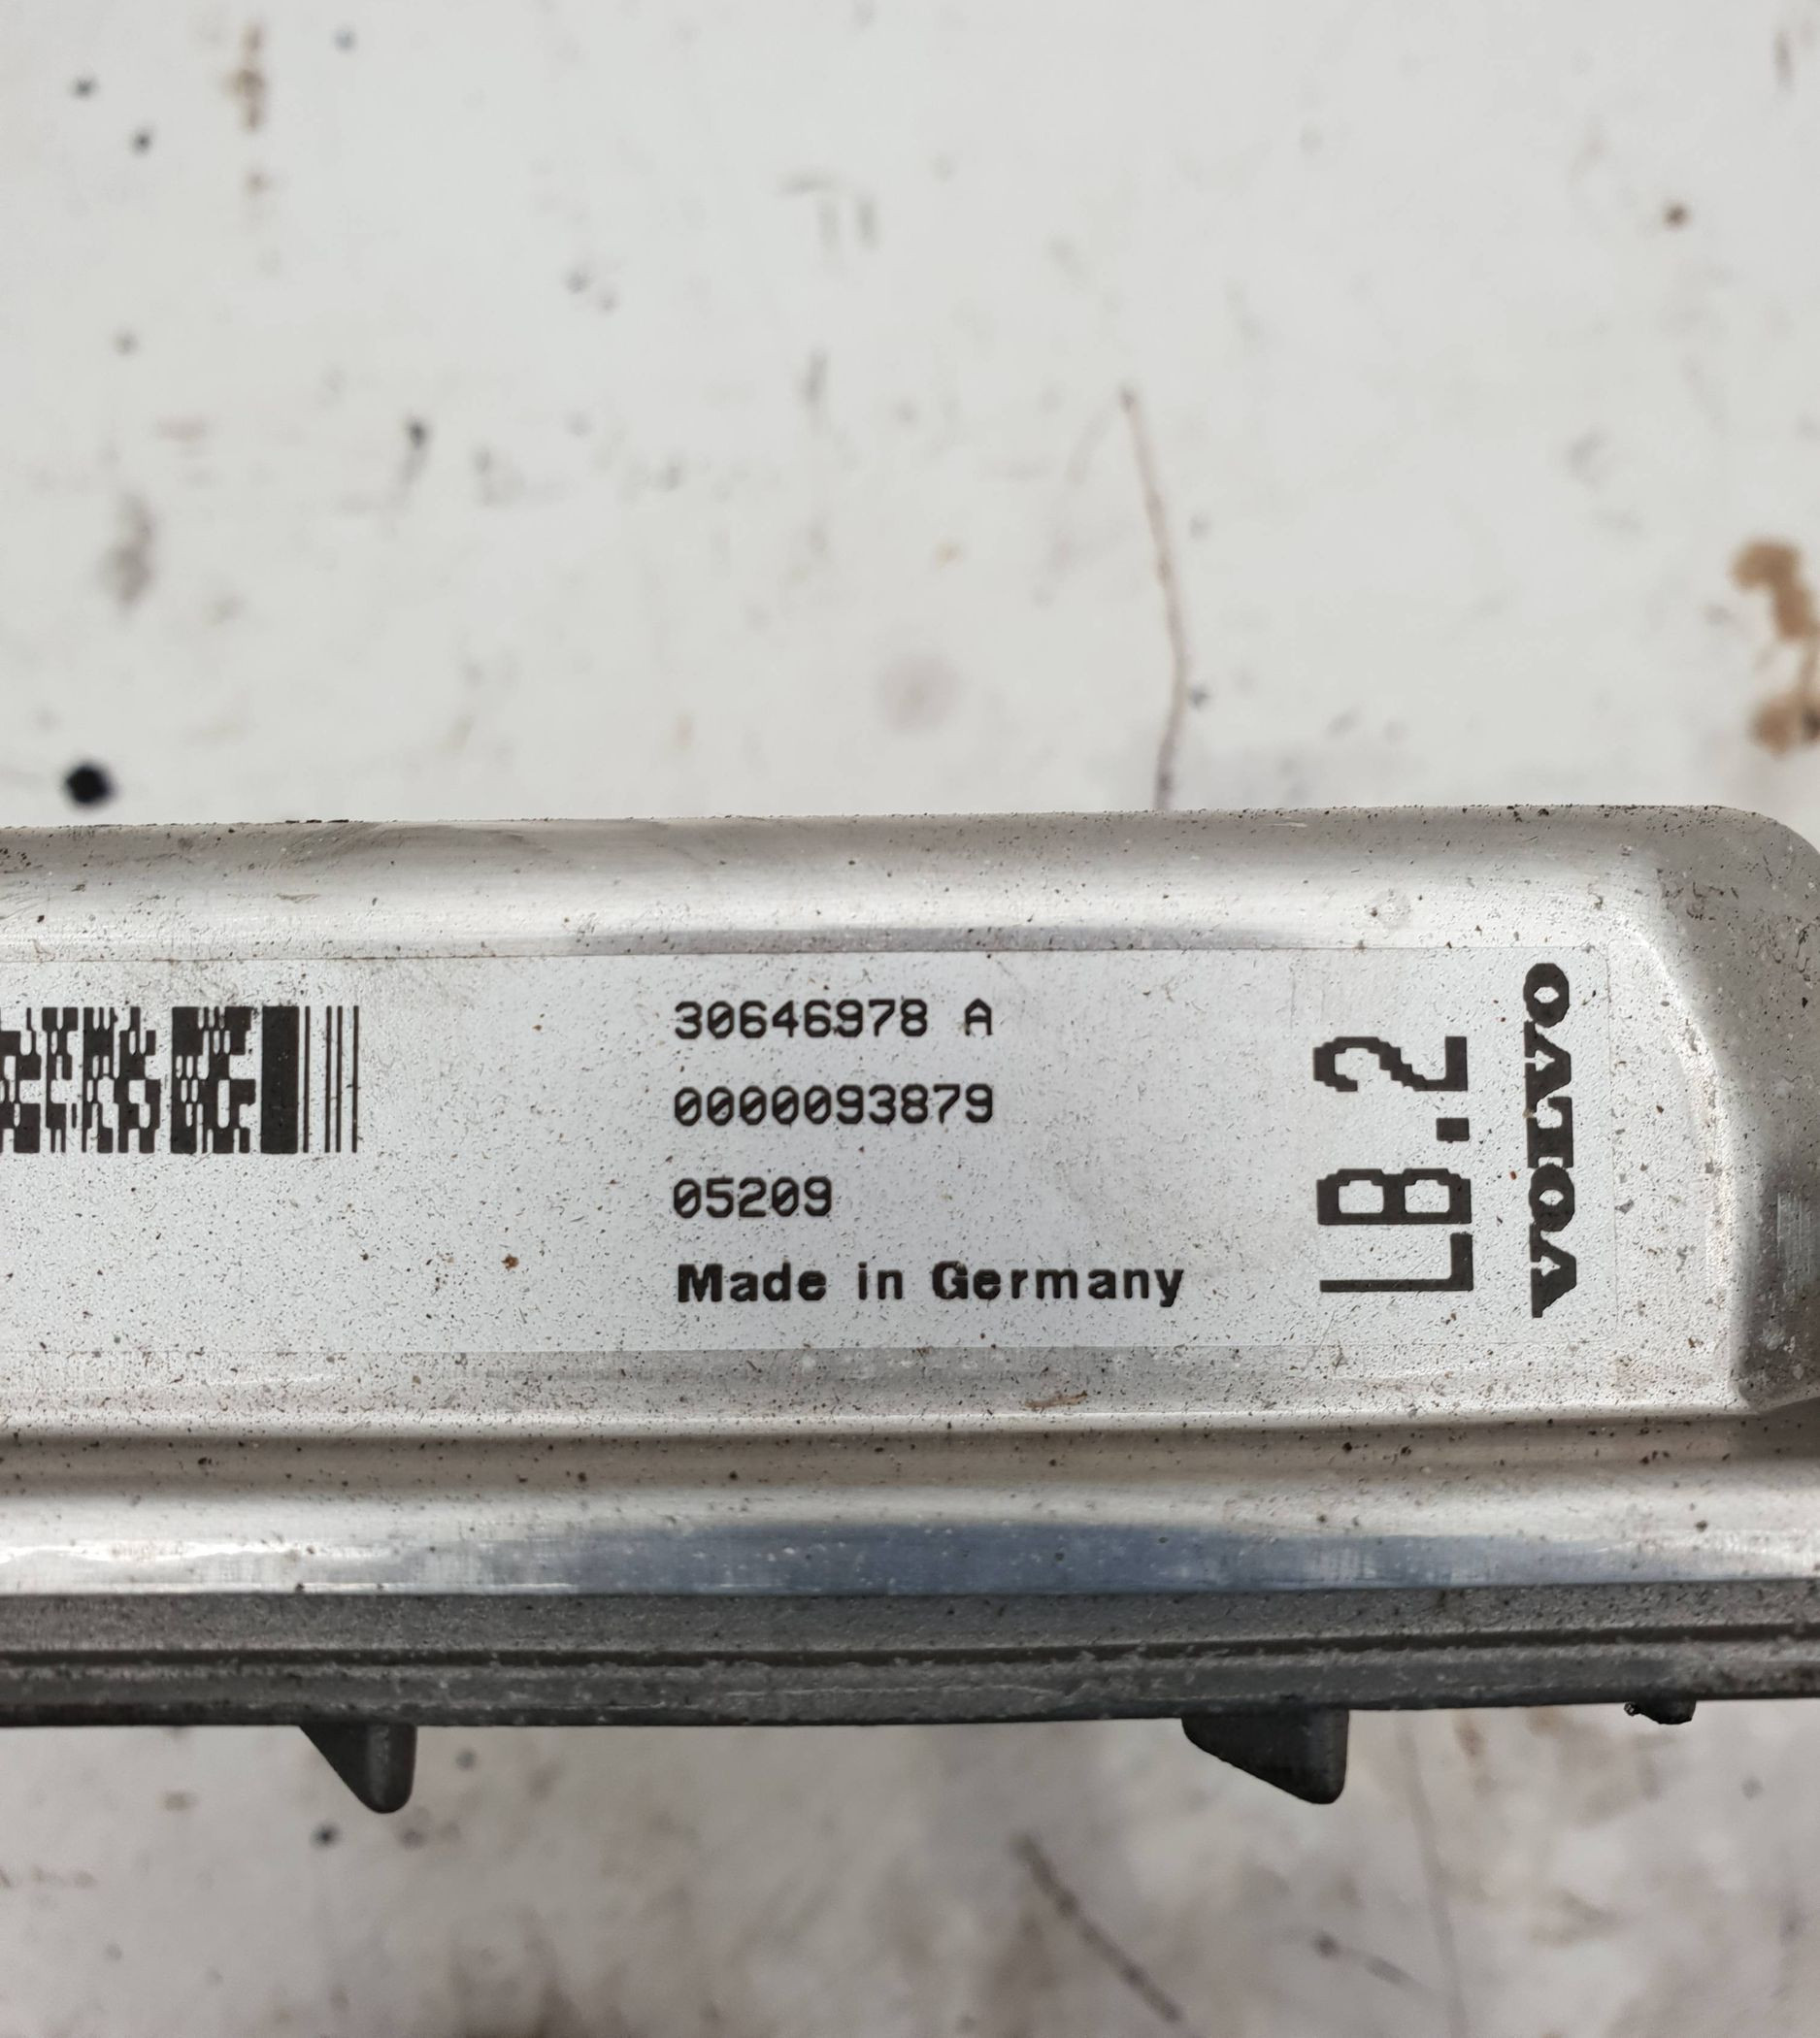 30646978 A
0000093879
05209
Made in Germany
LB.2
VOLVO